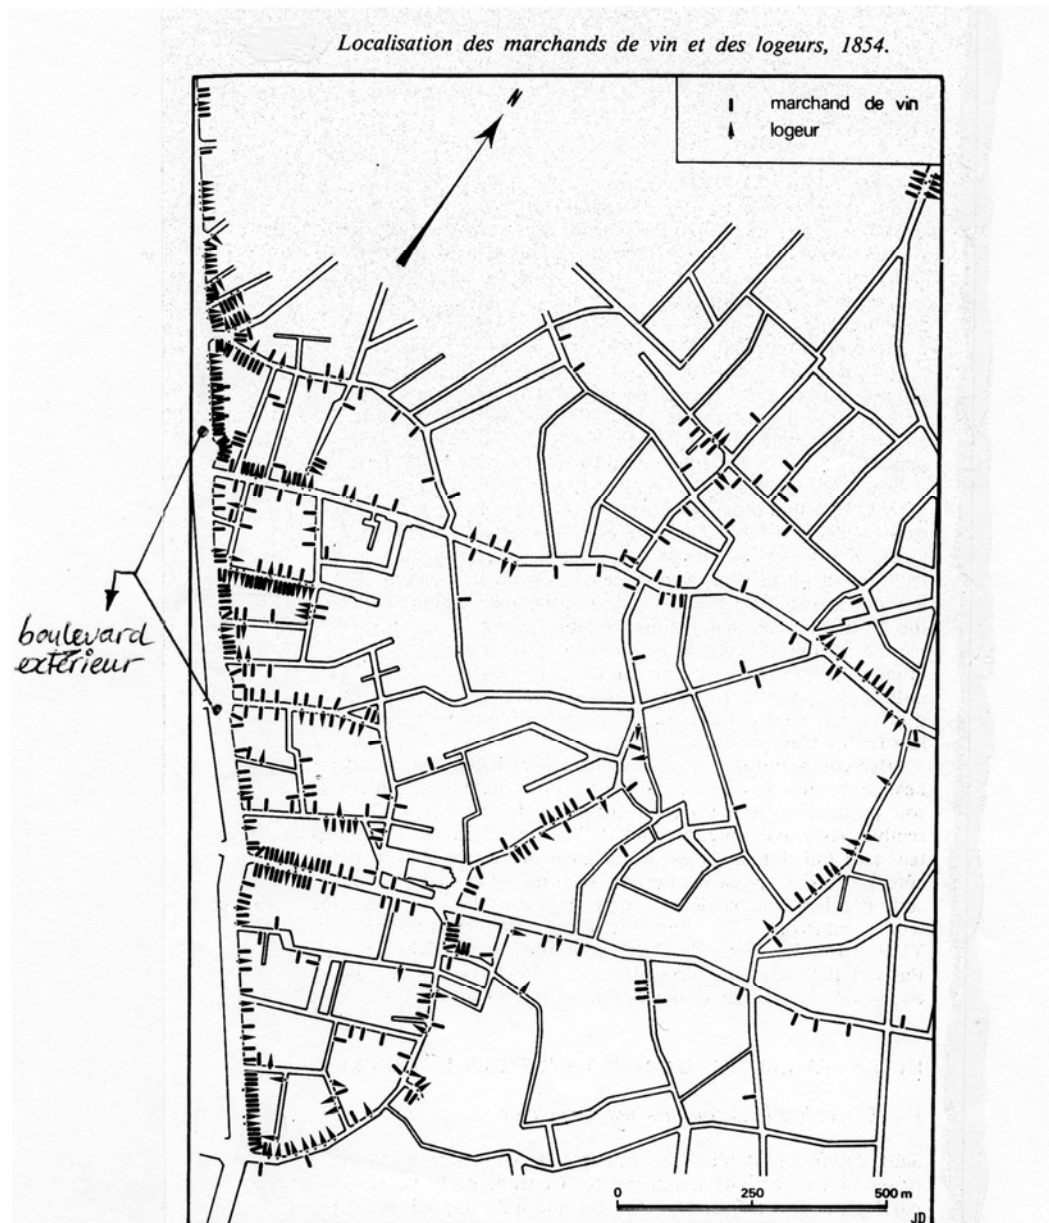 Localisation des marchands de vin et des logeurs, 1854.
N
marchand de vin
logeur
boulevard
extérieur
0 250 500 m
JD